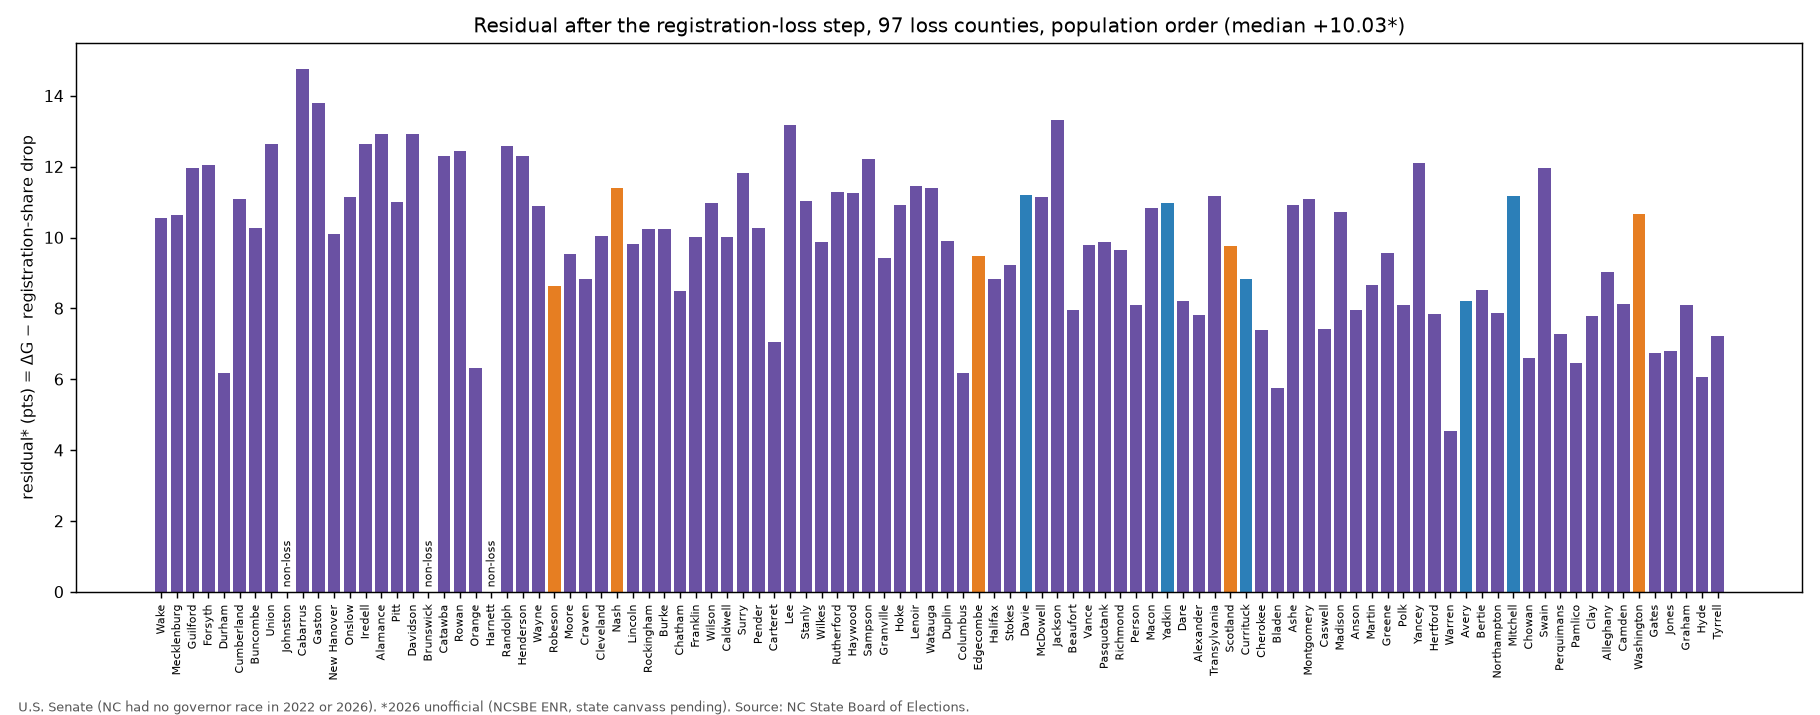 Residual after the registration-loss step, 97 loss counties, population order (median +10.03*)
residual* (pts) = ΔG − registration-share drop
14
12
10
8
6
4
2
0
non-loss
non-loss
non-loss
Wake
Mecklenburg
Guilford
Forsyth
Durham
Cumberland
Buncombe
Union
Johnston
Cabarrus
Gaston
New Hanover
Onslow
Iredell
Alamance
Pitt
Davidson
Brunswick
Catawba
Rowan
Orange
Harnett
Randolph
Henderson
Wayne
Robeson
Moore
Craven
Cleveland
Nash
Lincoln
Rockingham
Burke
Chatham
Franklin
Wilson
Caldwell
Surry
Pender
Carteret
Lee
Stanly
Wilkes
Rutherford
Haywood
Sampson
Granville
Hoke
Lenoir
Watauga
Duplin
Columbus
Edgecombe
Halifax
Stokes
Davie
McDowell
Jackson
Beaufort
Vance
Pasquotank
Richmond
Person
Macon
Yadkin
Dare
Alexander
Transylvania
Scotland
Currituck
Cherokee
Bladen
Ashe
Montgomery
Caswell
Madison
Anson
Martin
Greene
Polk
Yancey
Hertford
Warren
Avery
Bertie
Northampton
Mitchell
Chowan
Swain
Perquimans
Pamlico
Clay
Alleghany
Camden
Washington
Gates
Jones
Graham
Hyde
Tyrrell
U.S. Senate (NC had no governor race in 2022 or 2026). *2026 unofficial (NCSBE ENR, state canvass pending). Source: NC State Board of Elections.